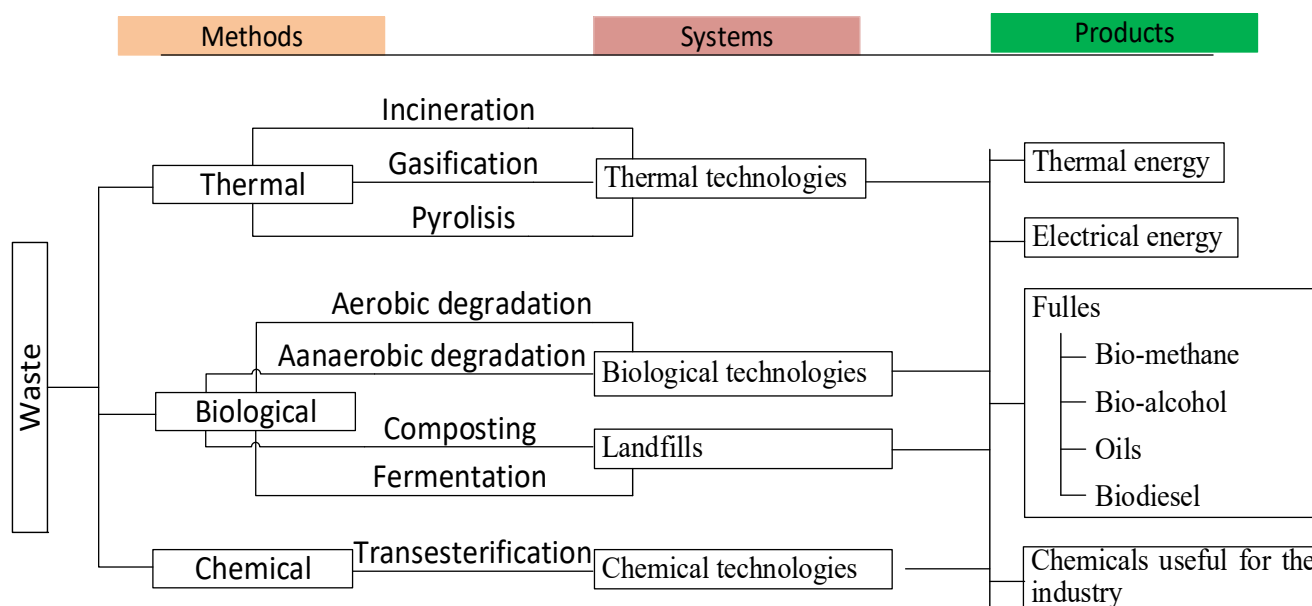 Methods
Systems
Products
Incineration
Gasification
Pyrolisis
Thermal
Thermal technologies
Thermal energy
Electrical energy
Waste
Aerobic degradation
Aanaerobic degradation
Biological
Biological technologies
Composting
Landfills
Fermentation
Fulles
Bio-methane
Bio-alcohol
Oils
Biodiesel
Chemical
Transesterification
Chemical technologies
Chemicals useful for the
industry